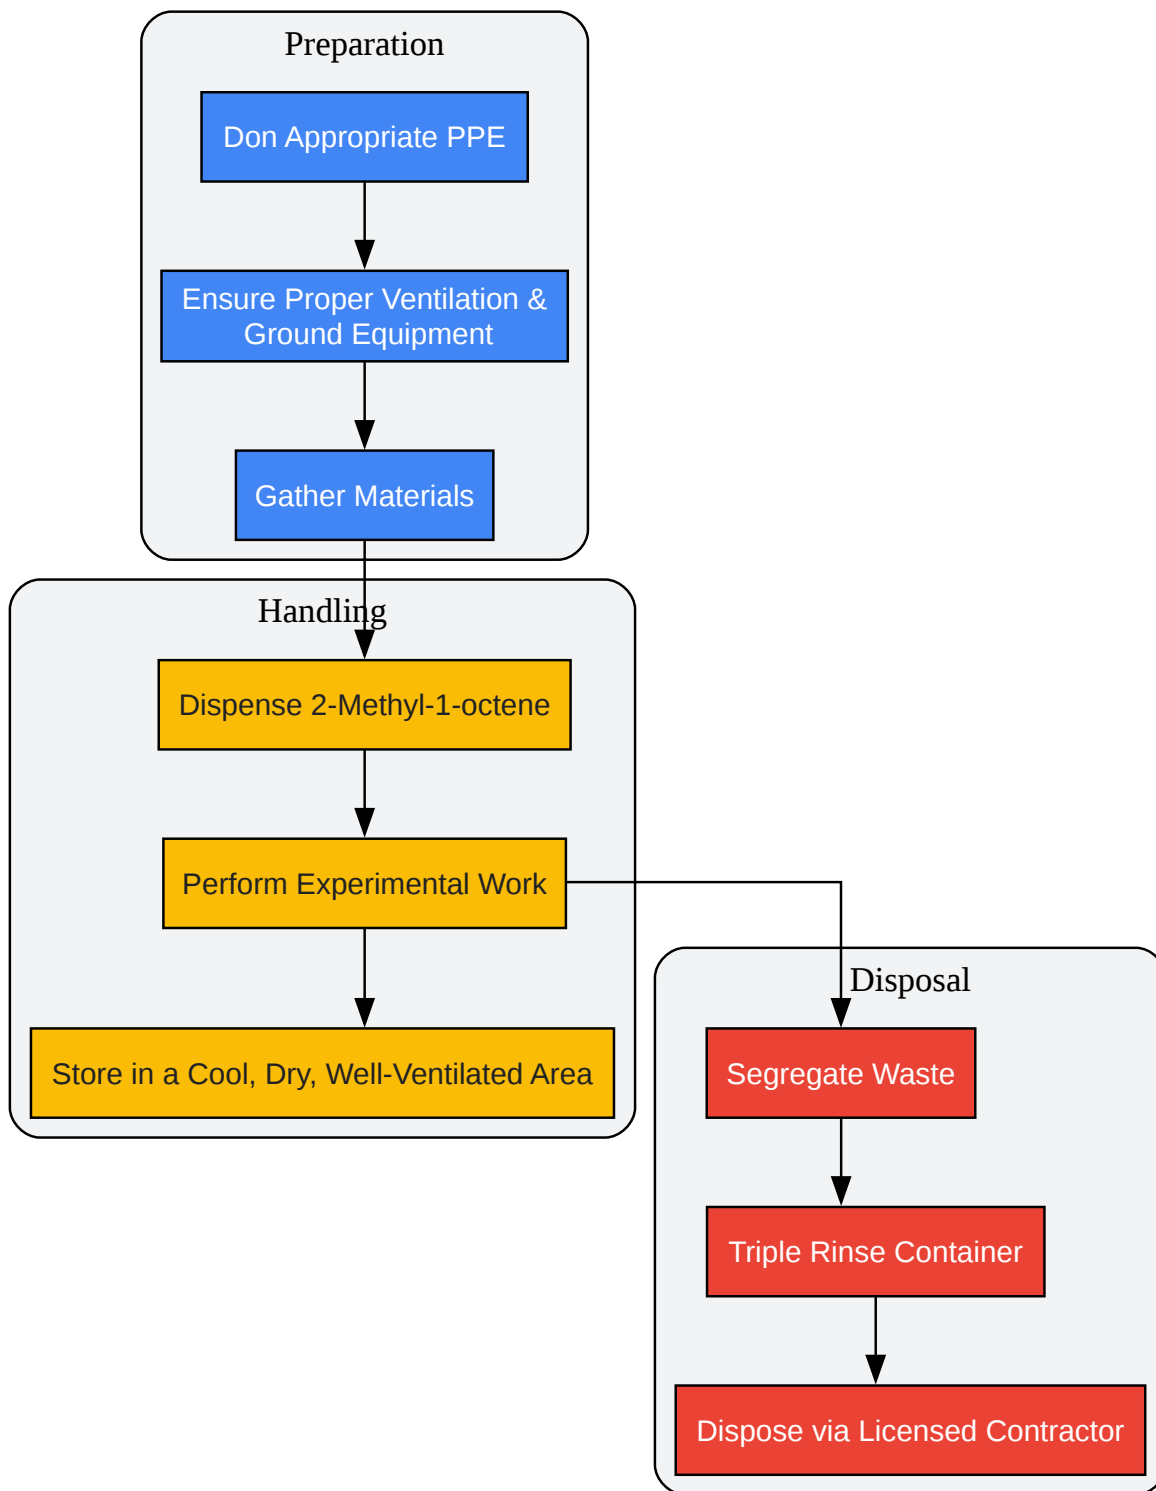 Preparation
Don Appropriate PPE
Ensure Proper Ventilation &
Ground Equipment
Gather Materials
Handling
Dispense 2-Methyl-1-octene
Perform Experimental Work
Store in a Cool, Dry, Well-Ventilated Area
Disposal
Segregate Waste
Triple Rinse Container
Dispose via Licensed Contractor